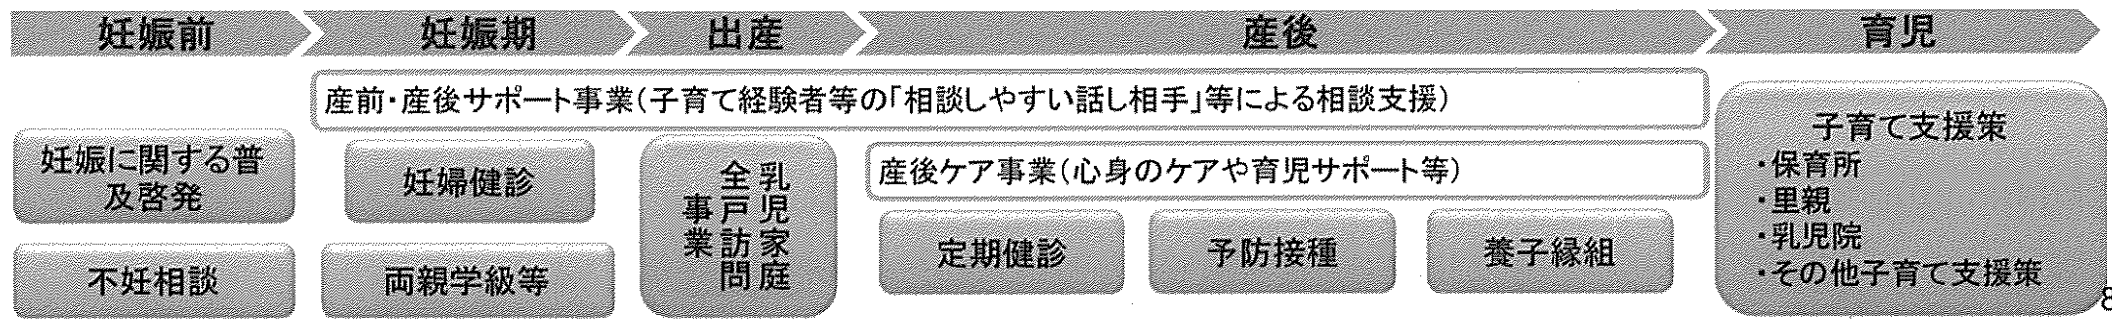 妊娠前
妊娠期
出産
産後
育児
産前・産後サポート事業(子育て経験者等の「相談しやすい話し相手」等による相談支援)
妊娠に関する普
及啓発
不妊相談
妊婦健診
両親学級等
乳児家庭
全戸訪問
事業
産後ケア事業(心身のケアや育児サポート等)
定期健診
予防接種
養子縁組
子育て支援策
・保育所
・里親
・乳児院
・その他子育て支援策
8